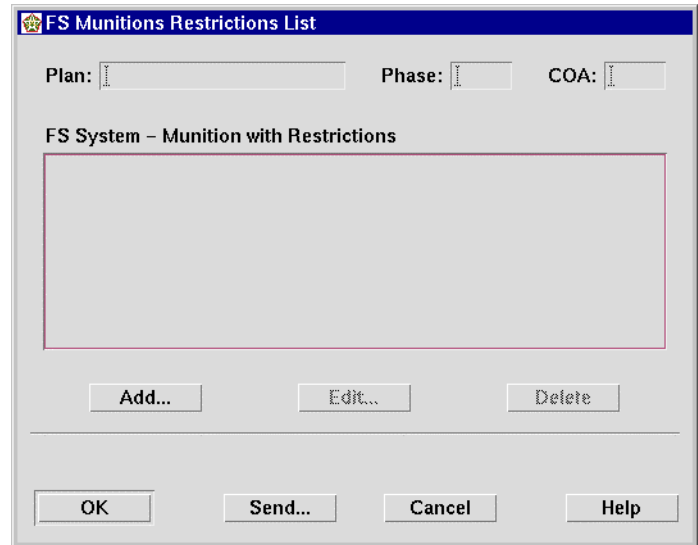 FS Munitions Restrictions List
Plan: Phase: COA:
FS System – Munition with Restrictions
Add... Edit... Delete
OK Send... Cancel Help